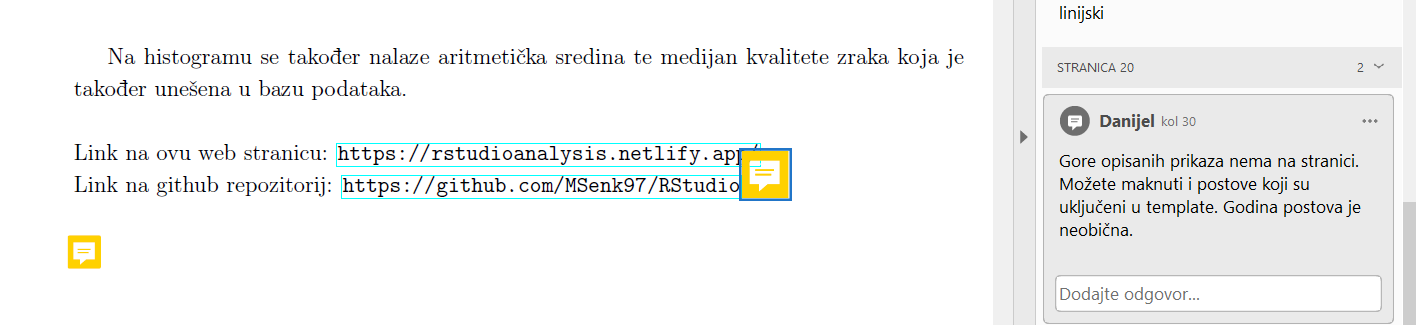 Na histogramu se također nalaze aritmetička sredina te medijan kvalitete zraka koja je
također unešena u bazu podataka.
Link na ovu web stranicu: https://rstudioanalysis.netlify.app/
Link na github repozitorij: https://github.com/MSenk97/RStudio
linijski
STRANICA 20
2
Danijel kol 30
Gore opisanih prikaza nema na stranici.
Možete maknuti i postove koji su
uključeni u template. Godina postova je
neobična.
Dodajte odgovor...